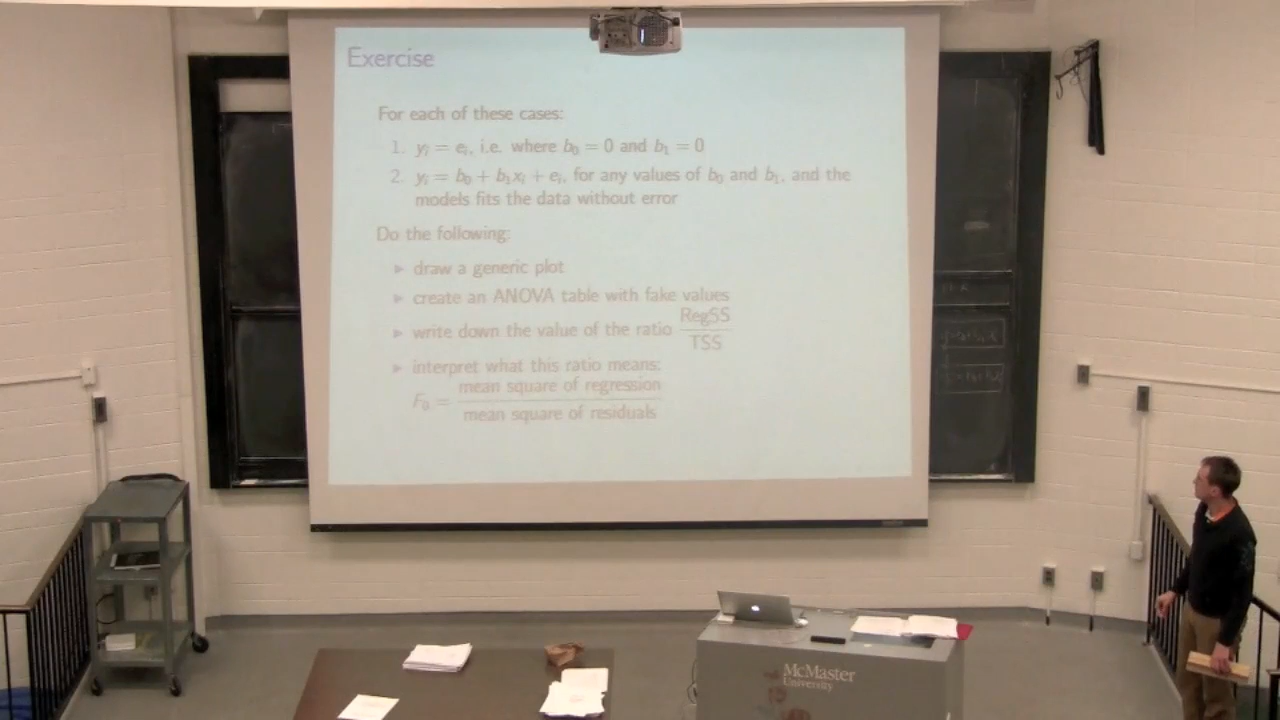 Exercise
For each of these cases:
1. yᵢ = eᵢ, i.e. where b₀ = 0 and b₁ = 0
2. yᵢ = b₀ + b₁xᵢ + eᵢ, for any values of b₀ and b₁, and the
models fits the data without error
Do the following:
▸ draw a generic plot
▸ create an ANOVA table with fake values
▸ write down the value of the ratio RegSS
TSS
▸ interpret what this ratio means:
F₀ = mean square of regression
mean square of residuals
McMaster
University